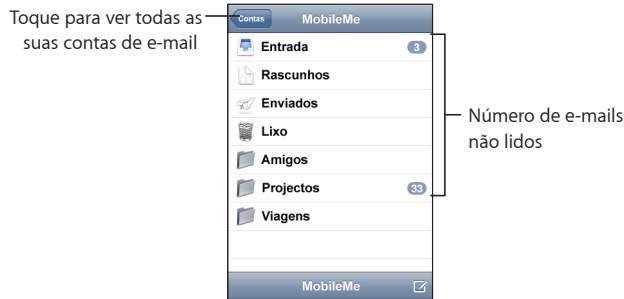 Toque para ver todas as
suas contas de e-mail
Contas
MobileMe
Entrada 3
Rascunhos
Enviados
Lixo
Amigos
Projectos 33
Viagens
MobileMe
Número de e-mails
não lidos